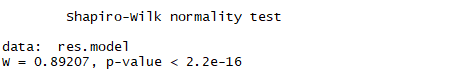 Shapiro-Wilk normality test
data:  res.model
W = 0.89207, p-value < 2.2e-16